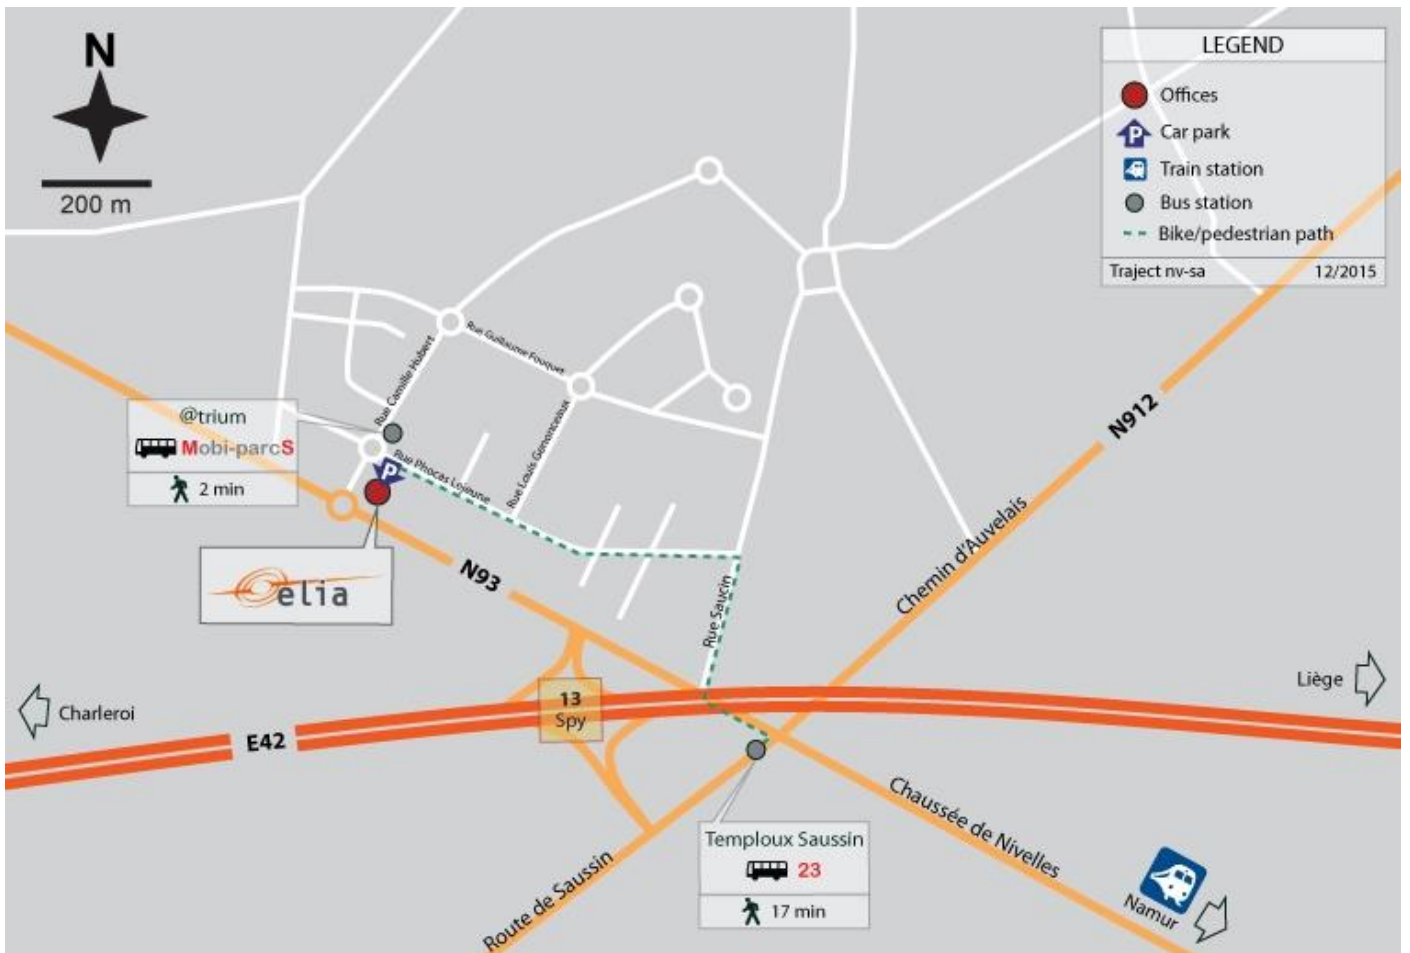 N
200 m
LEGEND
Offices
P
Car park
Train station
Bus station
Bike/pedestrian path
Traject nv-sa 12/2015
Rue Guillaume Fouquet
Rue Camille Hubert
@trium
Mobi-parcS
2 min
P
Rue Phocas Lejeune
Rue Louis Genonceaux
N912
elia
N93
Chemin d'Auvelais
Rue Saucin
13
Spy
Charleroi
E42
Liège
Chaussée de Nivelles
Temploux Saussin
23
17 min
Route de Saussin
Namur